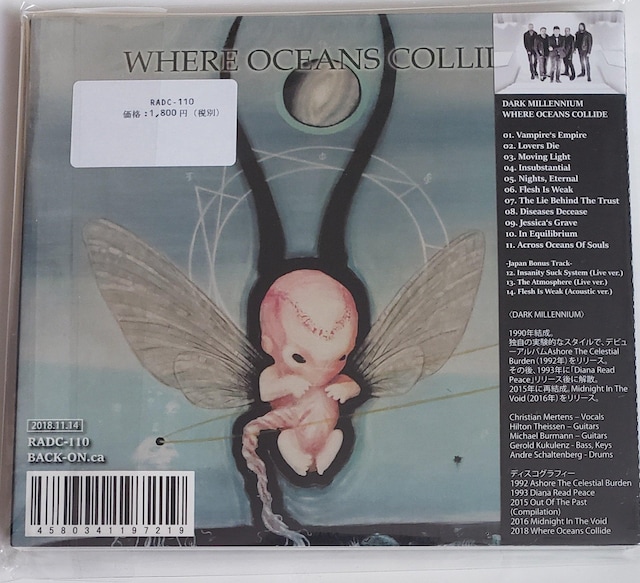 WHERE OCEANS COLLID
RADC-110
価格:1,800円(税別)
DARK MILLENNIUM
WHERE OCEANS COLLIDE
01. Vampire's Empire
02. Lovers Die
03. Moving Light
04. Insubstantial
05. Nights, Eternal
06. Flesh Is Weak
07. The Lie Behind The Trust
08. Diseases Decease
09. Jessica's Grave
10. In Equilibrium
11. Across Oceans Of Souls
-Japan Bonus Track-
12. Insanity Suck System (Live ver.)
13. The Atmosphere (Live ver.)
14. Flesh Is Weak (Acoustic ver.)
〈DARK MILLENNIUM〉
1990年結成。
独自の実験的なスタイルで、デビュ
ーアルバムAshore The Celestial
Burden(1992年)をリリース。
その後、1993年に「Diana Read
Peace」リリース後に解散。
2015年に再結成。Midnight In The
Void(2016年)をリリース。
Christian Mertens – Vocals
Hilton Theissen – Guitars
Michael Burmann – Guitars
Gerold Kukulenz - Bass, Keys
Andre Schaltenberg - Drums
ディスコグラフィー
1992 Ashore The Celestial Burden
1993 Diana Read Peace
2015 Out Of The Past
(Compilation)
2016 Midnight In The Void
2018 Where Oceans Collide
2018.11.14
RADC-110
BACK-ON.ca
4580341197219